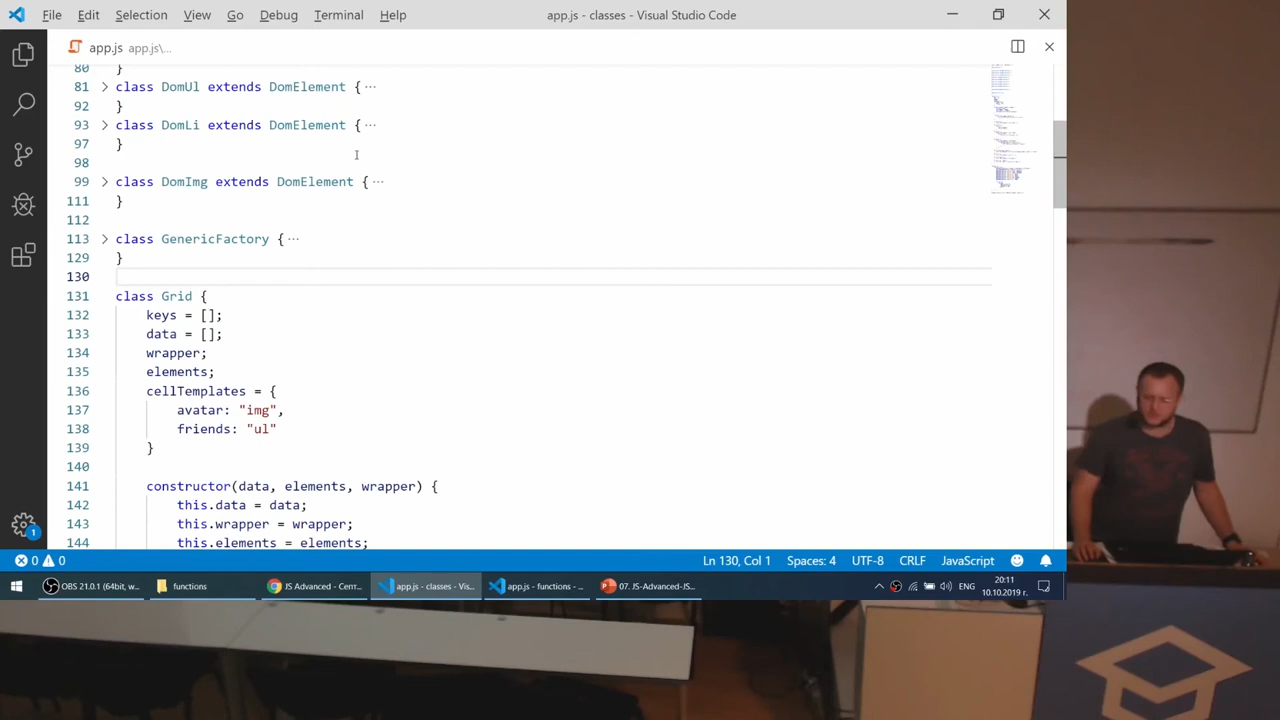 File Edit Selection View Go Debug Terminal Help app.js - classes - Visual Studio Code
app.js app.js\...
80 }
81 class DomUl extends DomElement { ...
92
93 class DomLi extends DomElement { ...
97
98
99 class DomImg extends DomElement { ...
111 }
112
113 class GenericFactory { ...
129 }
130
131 class Grid {
132 keys = [];
133 data = [];
134 wrapper;
135 elements;
136 cellTemplates = {
137 avatar: "img",
138 friends: "ul"
139 }
140
141 constructor(data, elements, wrapper) {
142 this.data = data;
143 this.wrapper = wrapper;
144 this.elements = elements;
1
0 0 Ln 130, Col 1 Spaces: 4 UTF-8 CRLF JavaScript
OBS 21.0.1 (64bit, w... functions JS Advanced - Септ... app.js - classes - Vis... app.js - functions - ... 07. JS-Advanced-JS... ENG 20:11
10.10.2019 г.